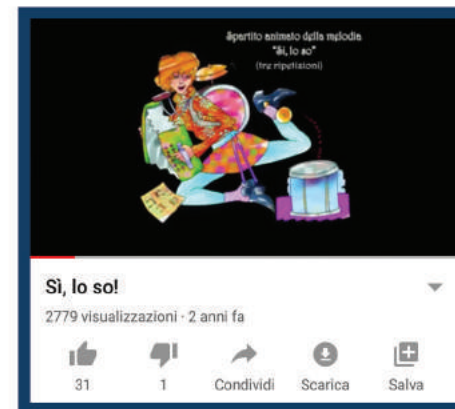 Spartito animato della melodia
"Sì, lo so"
(tre ripetizioni)
Sì, lo so!
2779 visualizzazioni · 2 anni fa
31
1
Condividi
Scarica
Salva